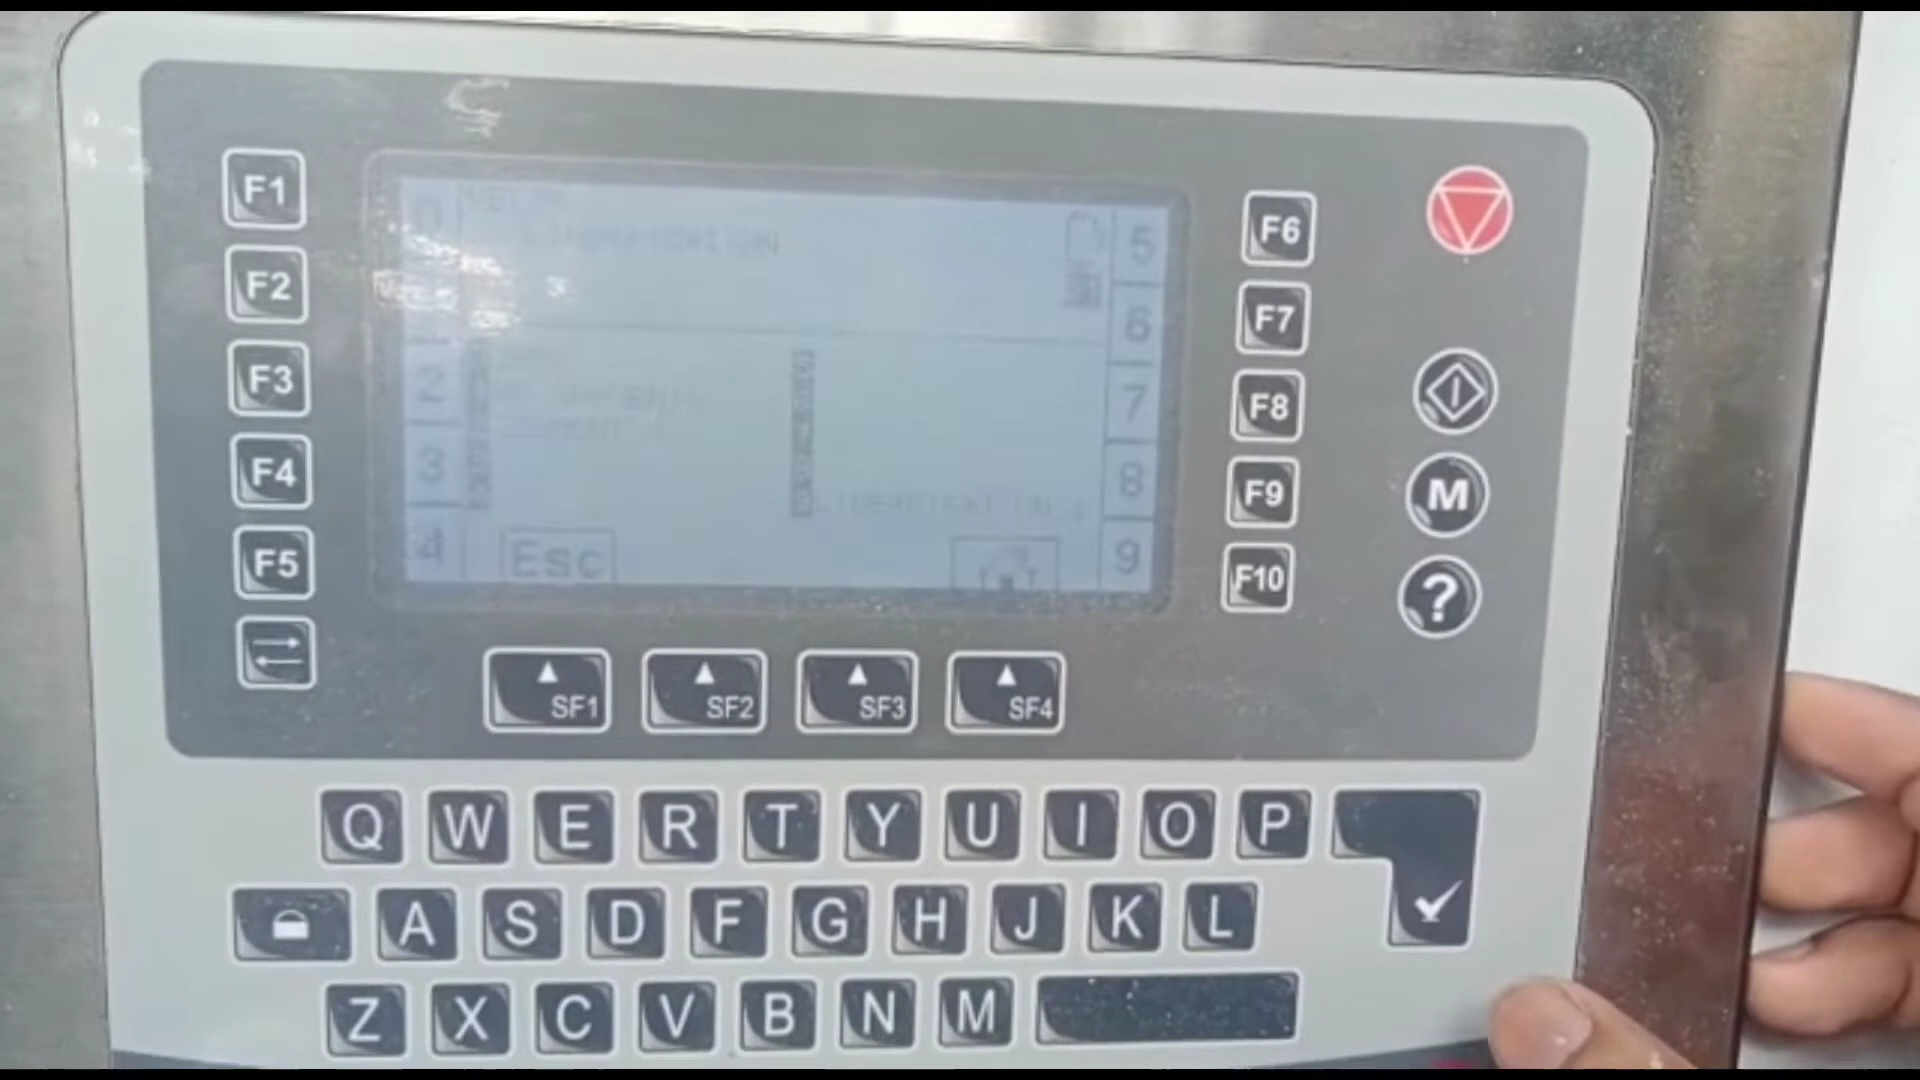 F1
F2
F3
F4
F5
0
2
3
4
5
6
7
8
9
Esc
F6
F7
F8
F9
F10
M
?
SF1
SF2
SF3
SF4
Q W E R T Y U I O P
A S D F G H J K L
Z X C V B N M